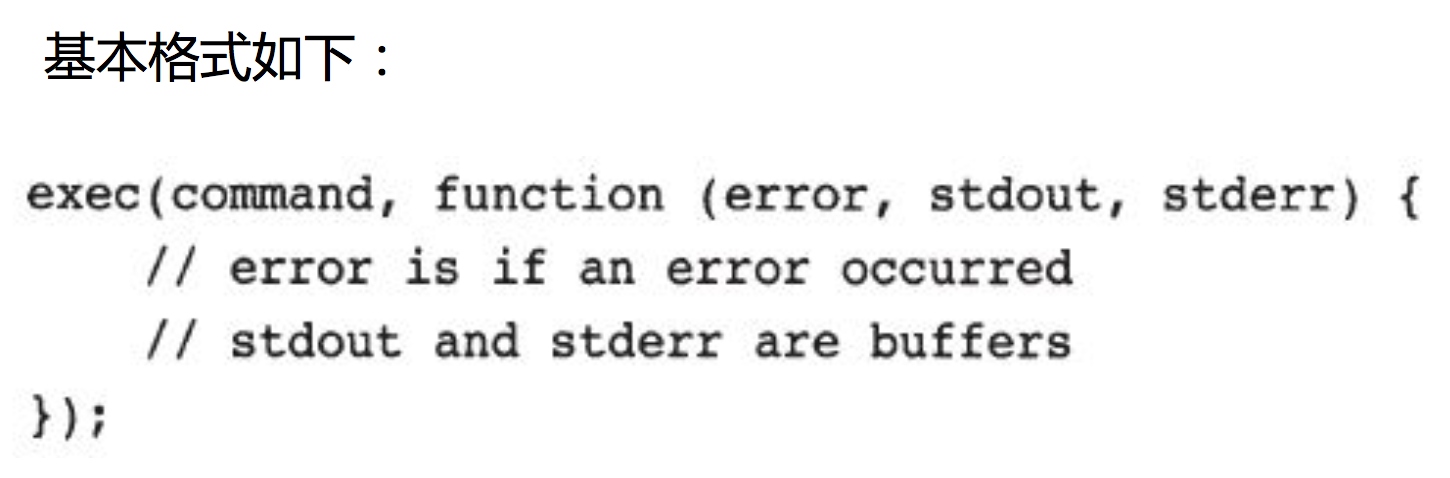 基本格式如下：
exec(command, function (error, stdout, stderr) {
    // error is if an error occurred
    // stdout and stderr are buffers
});